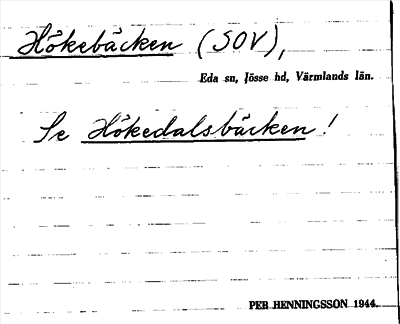 Hökebäcken (SOV),
Eda sn, Jösse hd, Värmlands län.
Se Hökedalsbäcken!
PER HENNINGSSON 1944.